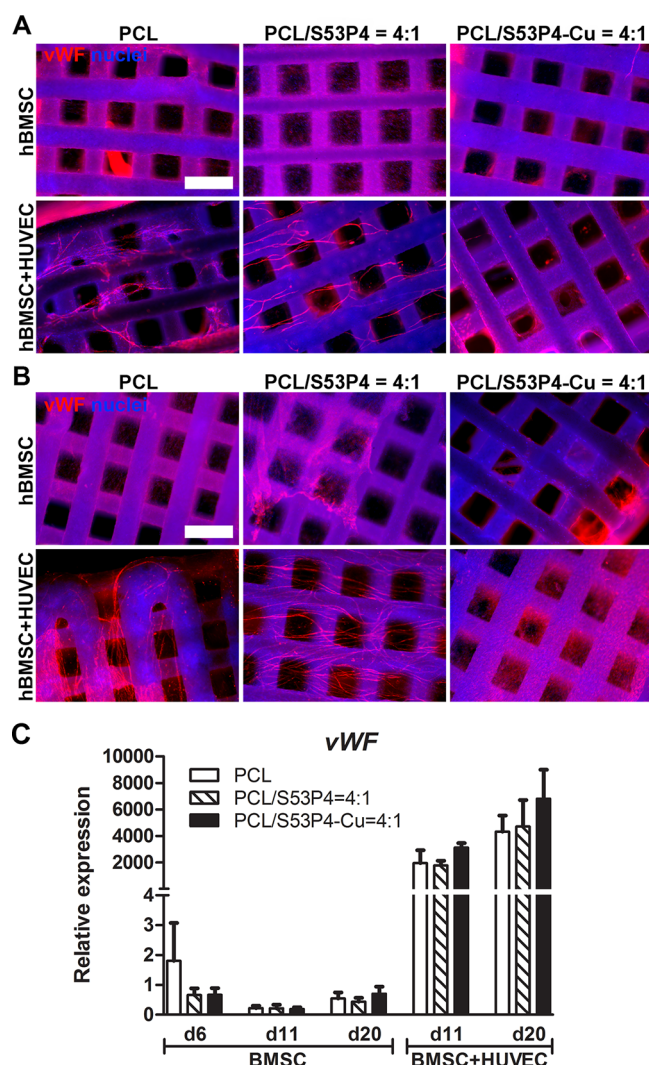 A
PCL
PCL/S53P4 = 4:1
PCL/S53P4-Cu = 4:1
vWF nuclei
hBMSC
hBMSC+HUVEC
B
PCL
PCL/S53P4 = 4:1
PCL/S53P4-Cu = 4:1
vWF nuclei
hBMSC
hBMSC+HUVEC
C
vWF
PCL
PCL/S53P4=4:1
PCL/S53P4-Cu=4:1
Relative expression
10000
8000
6000
4000
2000
4
3
2
1
0
d6 d11 d20 d11 d20
BMSC BMSC+HUVEC